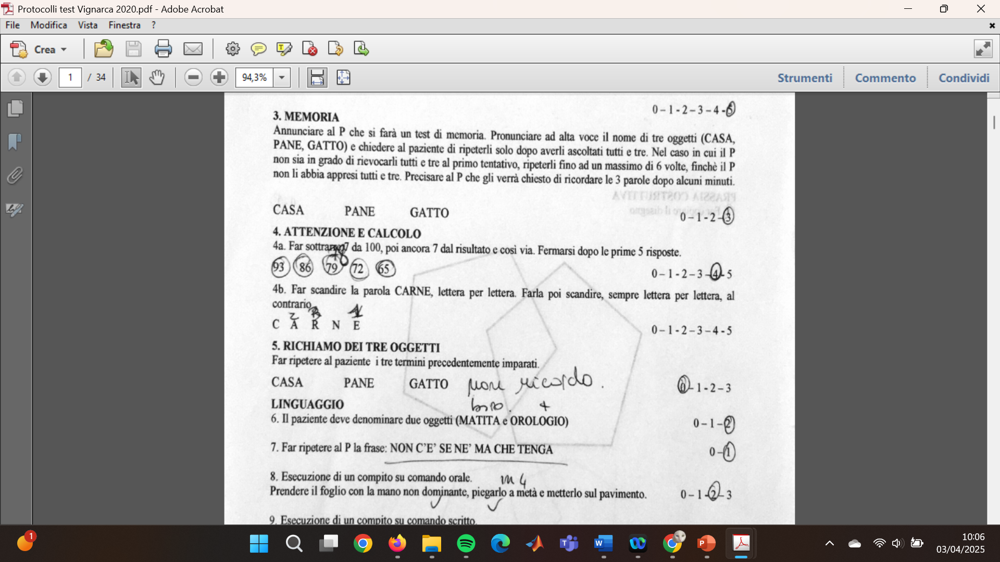 Protocolli test Vignarca 2020.pdf - Adobe Acrobat
File Modifica Vista Finestra ?
Crea
1 / 34 94,3% Strumenti Commento Condividi
0 – 1 - 2 – 3 – 4 - 5
3. MEMORIA
Annunciare al P che si farà un test di memoria. Pronunciare ad alta voce il nome di tre oggetti (CASA,
PANE, GATTO) e chiedere al paziente di ripeterli solo dopo averli ascoltati tutti e tre. Nel caso in cui il P
non sia in grado di rievocarli tutti e tre al primo tentativo, ripeterli fino ad un massimo di 6 volte, finchè il P
non li abbia appresi tutti e tre. Precisare al P che gli verrà chiesto di ricordare le 3 parole dopo alcuni minuti.
PRASSIA COSTRUTTIVA
CASA PANE GATTO 0 – 1 - 2 – 3
4. ATTENZIONE E CALCOLO
4a. Far sottrarre 7 da 100, poi ancora 7 dal risultato e così via. Fermarsi dopo le prime 5 risposte.
78
93 86 79 72 65 0 – 1 - 2 – 3 – 4 - 5
4b. Far scandire la parola CARNE, lettera per lettera. Farla poi scandire, sempre lettera per lettera, al
contrario.
2 1
C A R N E 0 – 1 - 2 – 3 – 4 - 5
5. RICHIAMO DEI TRE OGGETTI
Far ripetere al paziente i tre termini precedentemente imparati.
CASA PANE GATTO non ricordo. 0 – 1 - 2 – 3
LINGUAGGIO
6. Il paziente deve denominare due oggetti (MATITA e OROLOGIO) 0 – 1 – 2
7. Far ripetere al P la frase: NON C'E' SE NE' MA CHE TENGA 0 – 1
8. Esecuzione di un compito su comando orale. in 4
Prendere il foglio con la mano non dominante, piegarlo a metà e metterlo sul pavimento. 0 – 1 – 2 – 3
9. Esecuzione di un compito su comando scritto.
1
10:06
03/04/2025